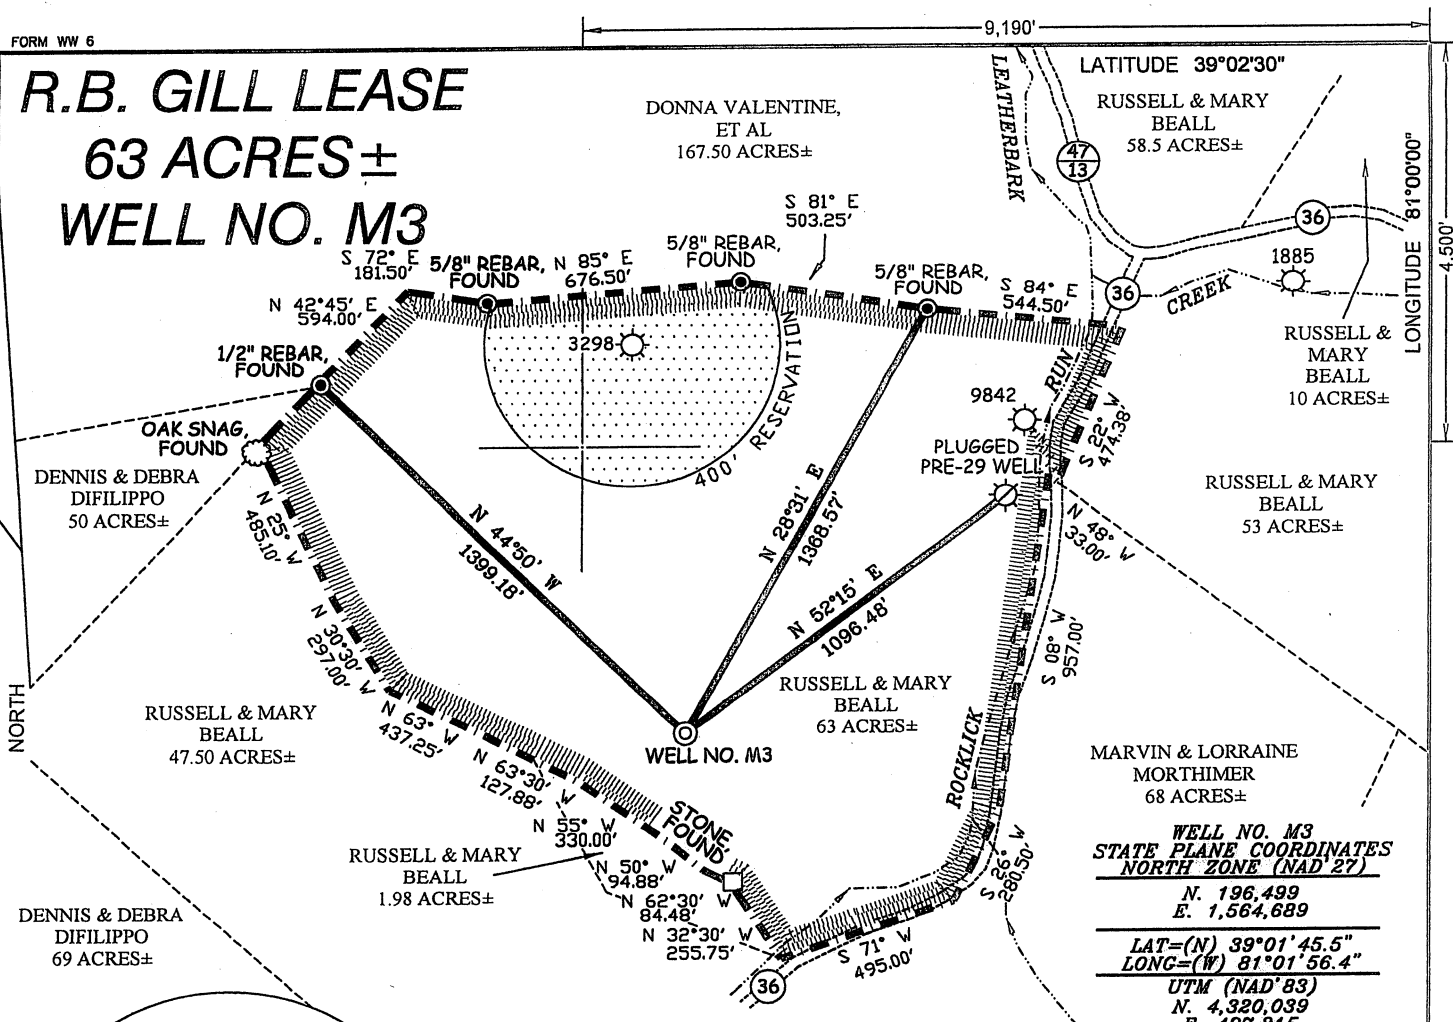 FORM WW 6
9,190'
R.B. GILL LEASE
63 ACRES±
WELL NO. M3
DONNA VALENTINE,
ET AL
167.50 ACRES±
LEATHERBARK
LATITUDE 39°02'30"
RUSSELL & MARY
BEALL
58.5 ACRES±
47
13
LONGITUDE 81°00'00"
4,500'
36
1885
36
CREEK
S 81° E
503.25'
S 72° E
181.50'
5/8" REBAR,
FOUND
N 85° E
676.50'
5/8" REBAR,
FOUND
5/8" REBAR,
FOUND
S 84° E
544.50'
N 42°45' E
594.00'
1/2" REBAR,
FOUND
3298
400' RESERVATION
RUN
RUSSELL &
MARY
BEALL
10 ACRES±
9842
OAK SNAG,
FOUND
PLUGGED
PRE-29 WELL
S 22° W
474.38'
DENNIS & DEBRA
DIFILIPPO
50 ACRES±
RUSSELL & MARY
BEALL
53 ACRES±
N 25° W
485.10'
N 44°50' W
1399.18'
N 28°31' E
1368.57'
N 48° W
33.00'
N 52°15' E
1096.48'
N 30°30' W
297.00'
S 08° W
957.00'
NORTH
RUSSELL & MARY
BEALL
47.50 ACRES±
N 63° W
437.25'
RUSSELL & MARY
BEALL
63 ACRES±
WELL NO. M3
ROCKLICK
MARVIN & LORRAINE
MORTHIMER
68 ACRES±
N 63°30' W
127.88'
STONE,
FOUND
N 55° W
330.00'
S 26° W
280.50'
RUSSELL & MARY
BEALL
1.98 ACRES±
N 50° W
94.88'
N 62°30' W
84.48'
N 32°30' W
255.75'
S 71° W
495.00'
36
DENNIS & DEBRA
DIFILIPPO
69 ACRES±
WELL NO. M3
STATE PLANE COORDINATES
NORTH ZONE (NAD'27)
N. 196,499
E. 1,564,689
LAT=(N) 39°01'45.5"
LONG=(W) 81°01'56.4"
UTM (NAD'83)
N. 4,320,039